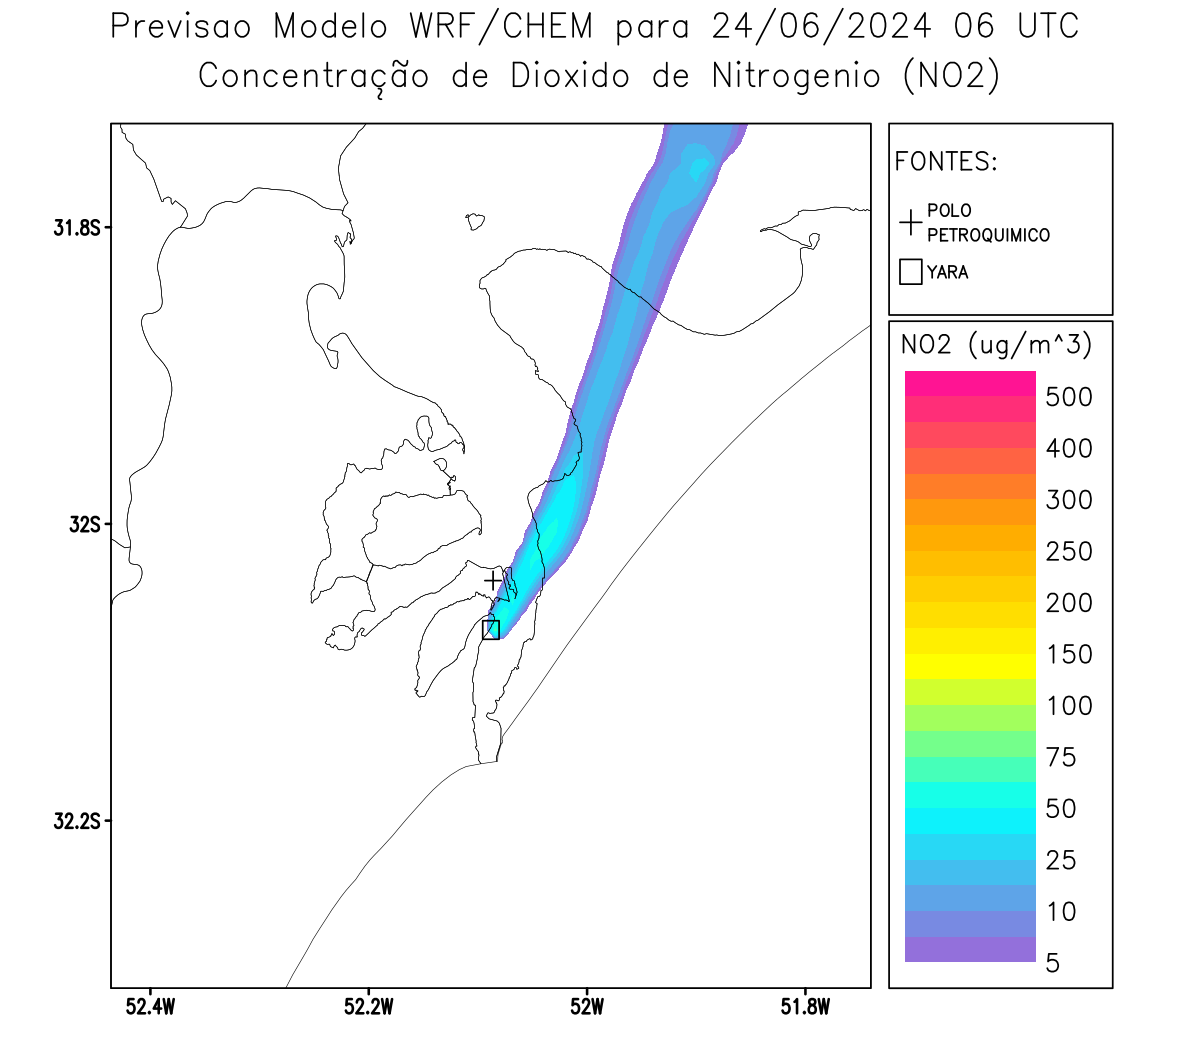 Previsao Modelo WRF/CHEM para 24/06/2024 06 UTC
Concentração de Dioxido de Nitrogenio (NO2)
FONTES:
POLO
PETROQUIMICO
YARA
NO2 (ug/m^3)
500
400
300
250
200
150
100
75
50
25
10
5
31.8S
32S
32.2S
52.4W
52.2W
52W
51.8W